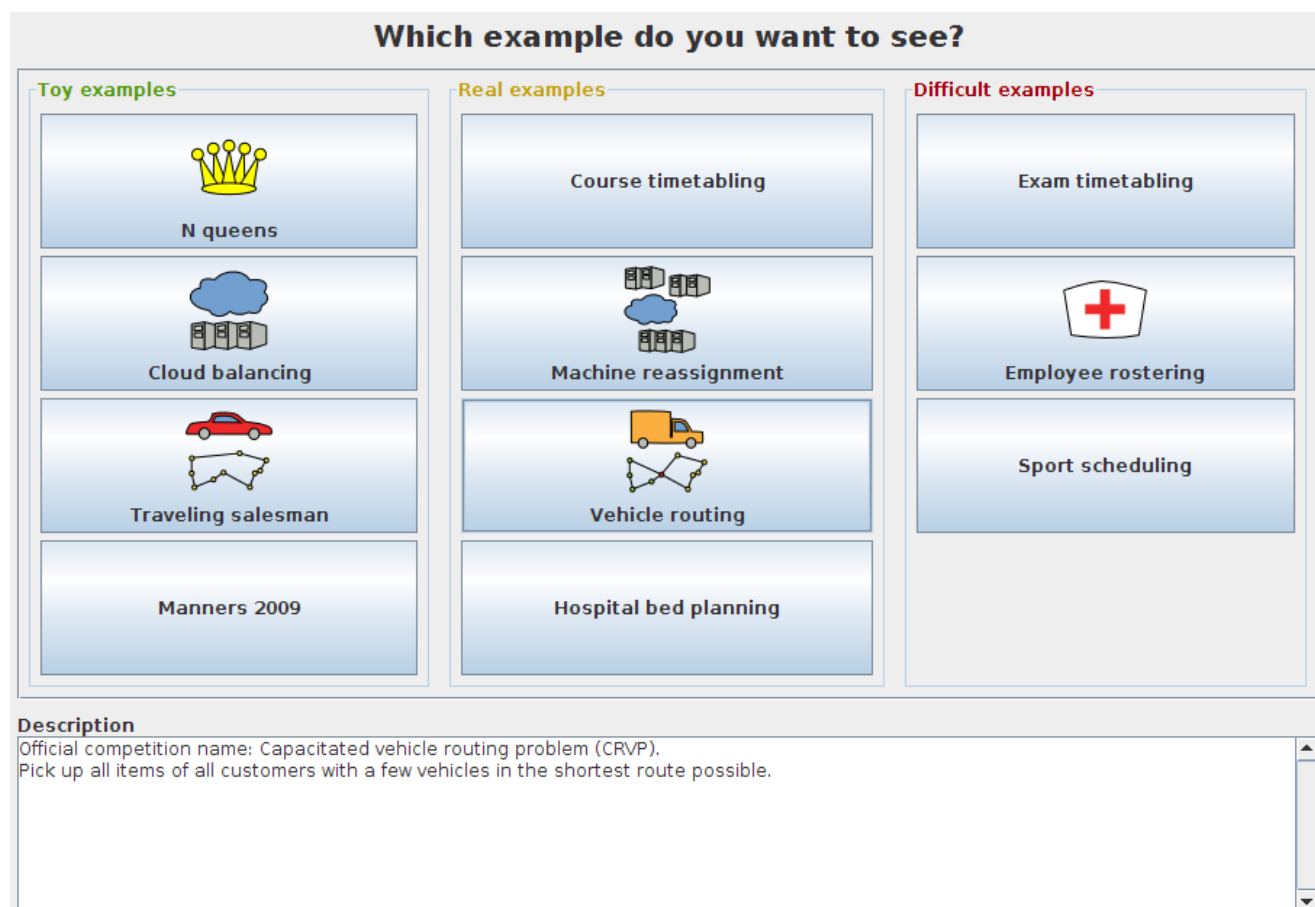 Which example do you want to see?
Toy examples
N queens
Cloud balancing
Traveling salesman
Manners 2009
Real examples
Course timetabling
Machine reassignment
Vehicle routing
Hospital bed planning
Difficult examples
Exam timetabling
Employee rostering
Sport scheduling
Description
Official competition name: Capacitated vehicle routing problem (CRVP).
Pick up all items of all customers with a few vehicles in the shortest route possible.